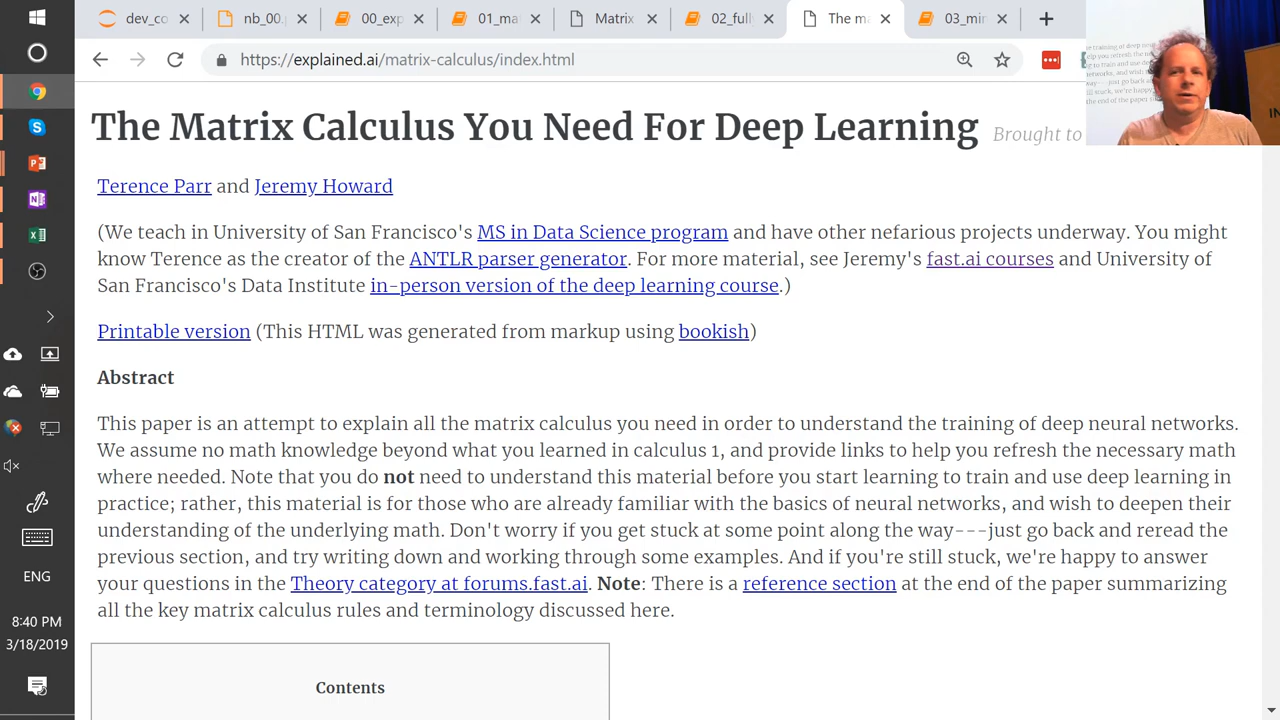 dev_co
nb_00.
00_exp
01_ma
Matrix
02_fully
The ma
03_min
https://explained.ai/matrix-calculus/index.html
The Matrix Calculus You Need For Deep Learning Brought to
Terence Parr and Jeremy Howard
(We teach in University of San Francisco's MS in Data Science program and have other nefarious projects underway. You might
know Terence as the creator of the ANTLR parser generator. For more material, see Jeremy's fast.ai courses and University of
San Francisco's Data Institute in-person version of the deep learning course.)
Printable version (This HTML was generated from markup using bookish)
Abstract
This paper is an attempt to explain all the matrix calculus you need in order to understand the training of deep neural networks.
We assume no math knowledge beyond what you learned in calculus 1, and provide links to help you refresh the necessary math
where needed. Note that you do not need to understand this material before you start learning to train and use deep learning in
practice; rather, this material is for those who are already familiar with the basics of neural networks, and wish to deepen their
understanding of the underlying math. Don't worry if you get stuck at some point along the way---just go back and reread the
previous section, and try writing down and working through some examples. And if you're still stuck, we're happy to answer
your questions in the Theory category at forums.fast.ai. Note: There is a reference section at the end of the paper summarizing
all the key matrix calculus rules and terminology discussed here.
Contents
ENG
8:40 PM
3/18/2019